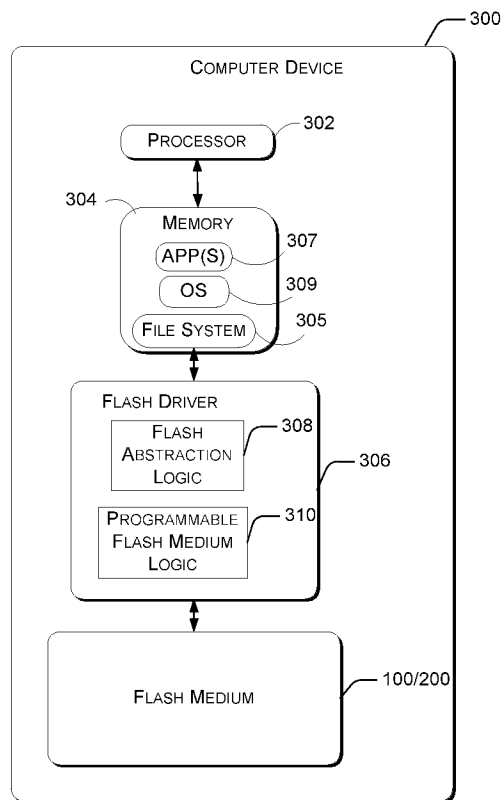 300
COMPUTER DEVICE
PROCESSOR
302
304
MEMORY
APP(S)
307
OS
309
FILE SYSTEM
305
FLASH DRIVER
FLASH
ABSTRACTION
LOGIC
308
306
PROGRAMMABLE
FLASH MEDIUM
LOGIC
310
FLASH MEDIUM
100/200